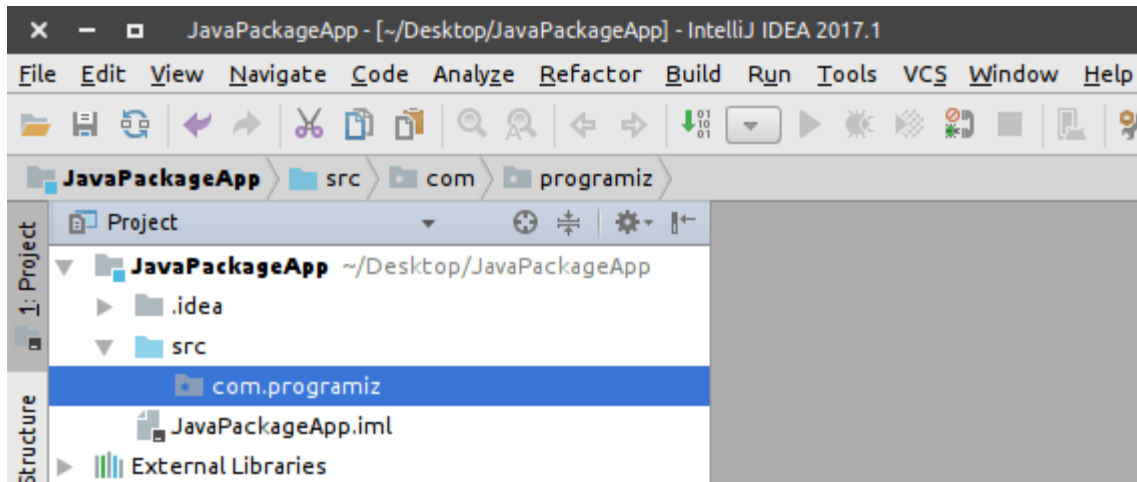 JavaPackageApp - [~/Desktop/JavaPackageApp] - IntelliJ IDEA 2017.1
File Edit View Navigate Code Analyze Refactor Build Run Tools VCS Window Help
JavaPackageApp src com programiz
Project
1: Project
JavaPackageApp ~/Desktop/JavaPackageApp
.idea
src
com.programiz
JavaPackageApp.iml
Structure
External Libraries